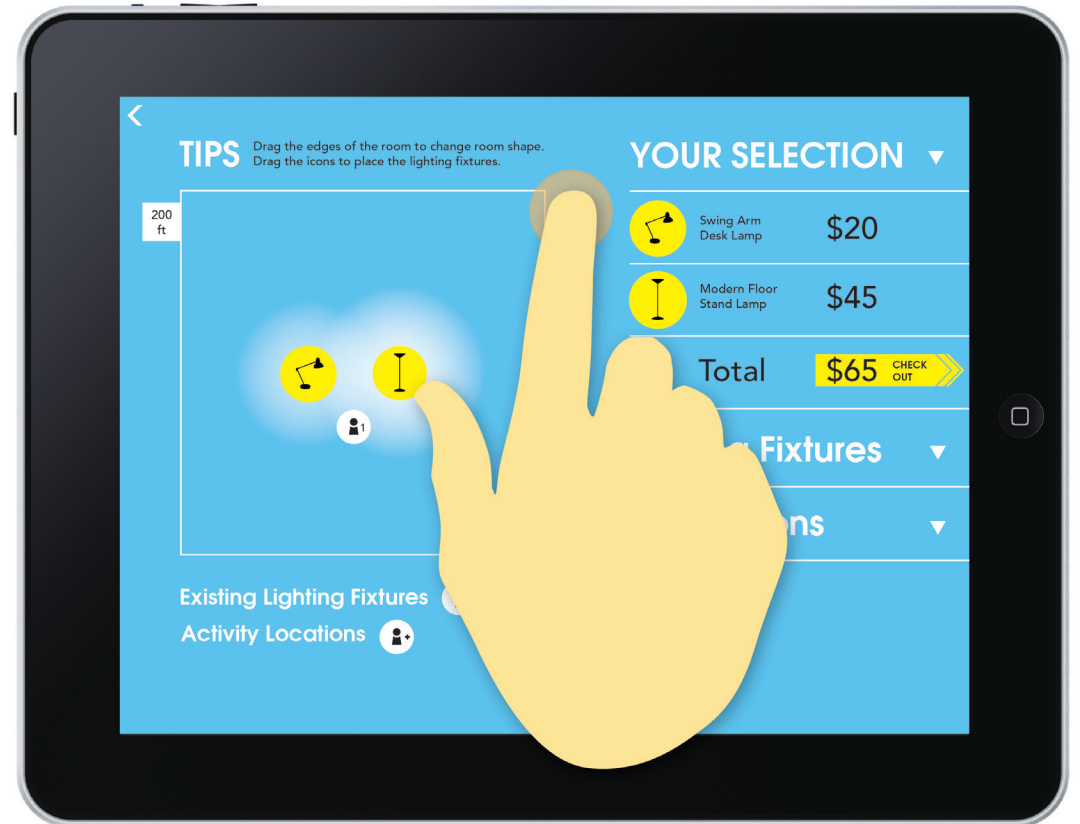 TIPS
Drag the edges of the room to change room shape.
Drag the icons to place the lighting fixtures.
200
ft
1
Existing Lighting Fixtures
Activity Locations
YOUR SELECTION
Swing Arm
Desk Lamp
$20
Modern Floor
Stand Lamp
$45
Total
$65
CHECK
OUT
Fixtures